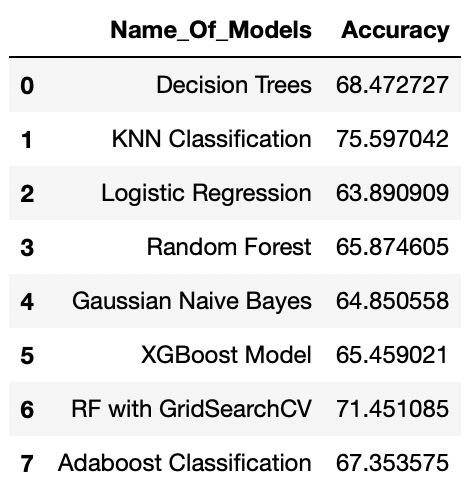 Name_Of_Models Accuracy
0 Decision Trees 68.472727
1 KNN Classification 75.597042
2 Logistic Regression 63.890909
3 Random Forest 65.874605
4 Gaussian Naive Bayes 64.850558
5 XGBoost Model 65.459021
6 RF with GridSearchCV 71.451085
7 Adaboost Classification 67.353575